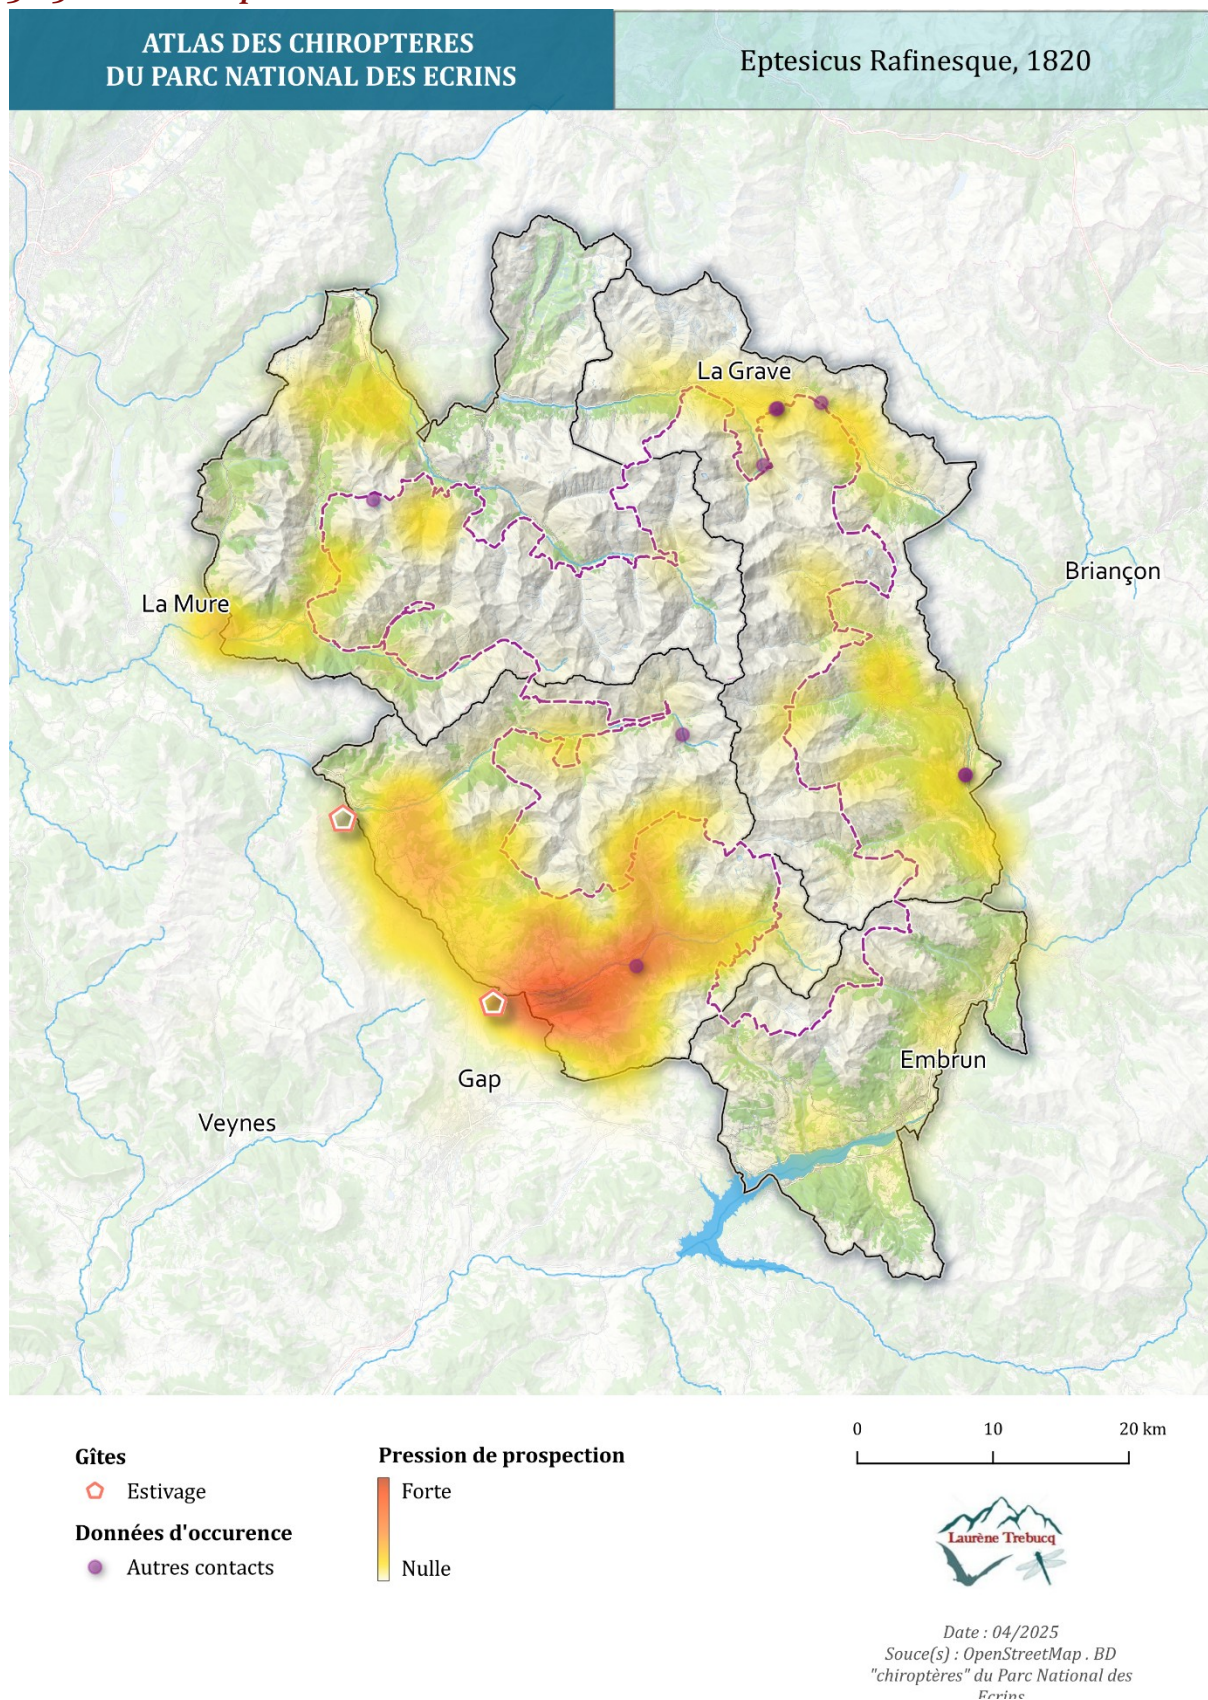 ATLAS DES CHIROPTERES
DU PARC NATIONAL DES ECRINS
Eptesicus Rafinesque, 1820
La Grave
Briançon
La Mure
Embrun
Gap
Veynes
Gîtes
Estivage
Données d'occurence
Autres contacts
Pression de prospection
Forte
Nulle
0 10 20 km
Laurène Trebucq
Date : 04/2025
Souce(s) : OpenStreetMap . BD
"chiroptères" du Parc National des
Ecrins